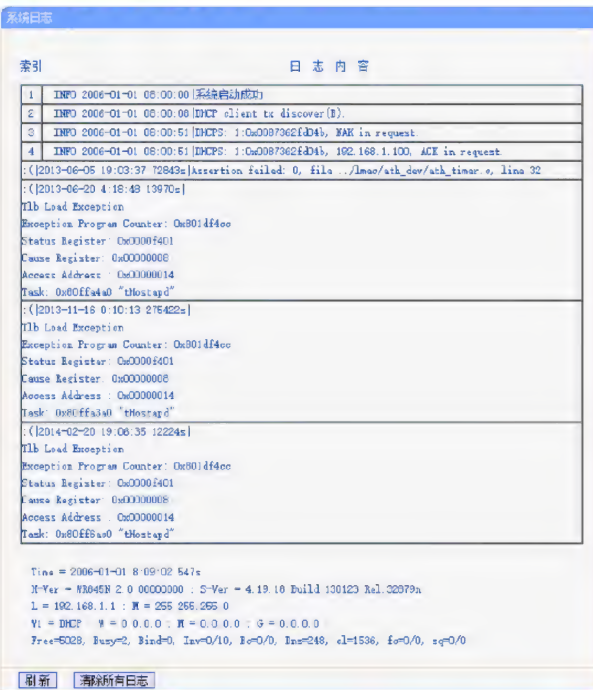 系统日志
索引 日 志 内 容
1 INFO 2006-01-01 08:00:00|系统启动成功
2 INFO 2006-01-01 08:00:08|DHCP client tx discover(B).
3 INFO 2006-01-01 08:00:51|DHCPS: 1:0x0087362fd04b, NAK in request.
4 INFO 2006-01-01 08:00:51|DHCPS: 1:0x0087362fd04b, 192.168.1.100, ACK in request.
:(|2013-06-05 19:03:37 72843s|Assertion failed: 0, file ../lmac/ath_dev/ath_timer.c, line 32
:(|2013-06-20 4:18:48 13970s|
Tlb Load Exception
Exception Program Counter: 0x801df4cc
Status Register: 0x0000f401
Cause Register: 0x00000008
Access Address : 0x00000014
Task: 0x80ffa4a0 "tHostapd"
:(|2013-11-16 0:10:13 275422s|
Tlb Load Exception
Exception Program Counter: 0x801df4cc
Status Register: 0x0000f401
Cause Register: 0x00000008
Access Address : 0x00000014
Task: 0x80ffa3a0 "tHostapd"
:(|2014-02-20 19:06:35 12224s|
Tlb Load Exception
Exception Program Counter: 0x801df4cc
Status Register: 0x0000f401
Cause Register: 0x00000008
Access Address : 0x00000014
Task: 0x80ff6ao0 "tHostapd"
Time = 2006-01-01 8:09:02 547s
H-Ver = WR845N 2.0 00000000 : S-Ver = 4.19.18 Build 130123 Rel.32879n
L = 192.168.1.1 : M = 255.255.255.0
W1 = DHCP : W = 0.0.0.0 : M = 0.0.0.0 : G = 0.0.0.0
Free=5028, Busy=2, Bind=0, Inv=0/10, Bc=0/0, Dns=248, cl=1536, fc=0/0, sq=0/0
刷 新 清除所有日志